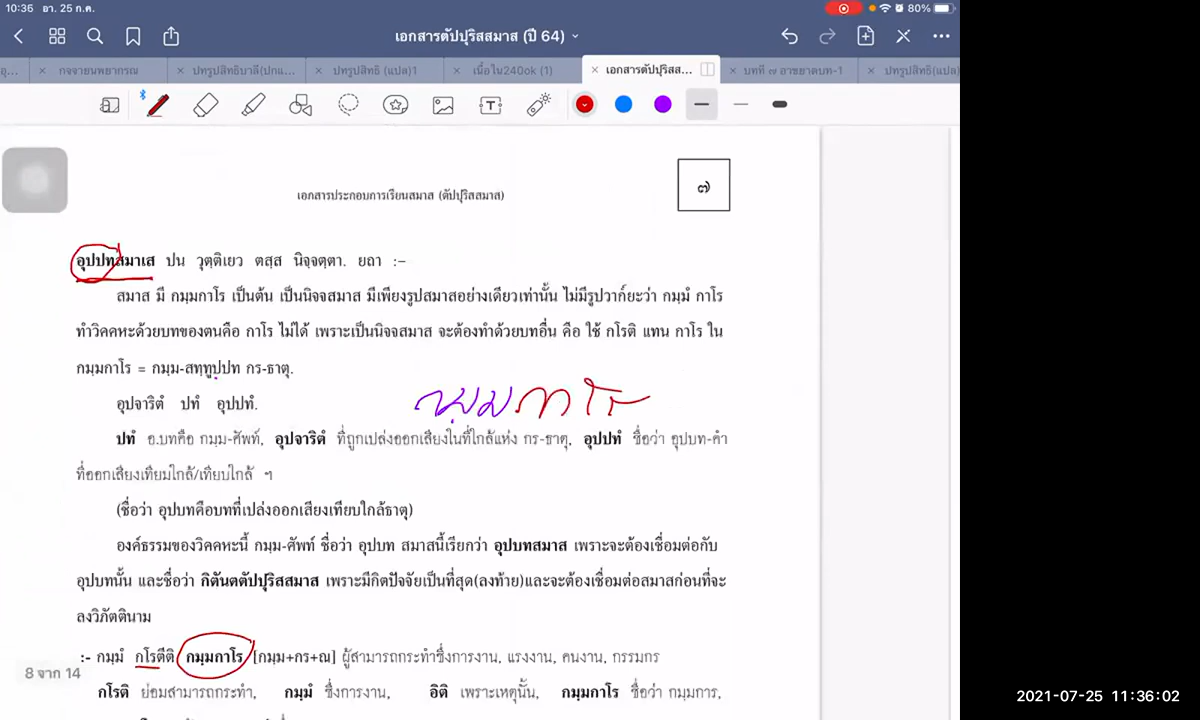 10:36 อา. 25 ก.ค.
80%
เอกสารตัปปุริสสมาส (ปี 64)
อุ...
กจจายนพยากรณ
ปทรูปสิทธิบาลี(ปกแ...
ปทรูปสิทธิ (แปล)1
เนื้อใน240ok (1)
เอกสารตัปปุริสส...
บทที่ ๗ อาขยาตบท-1
ปทรูปสิทธิ(แปล)
เอกสารประกอบการเรียนสมาส (ตัปปุริสสมาส)
๗
อุปปทสมาเส ปน วุตฺติเยว ตสฺส นิจฺจตฺตา. ยถา :–
สมาส มี กมฺมกาโร เป็นต้น เป็นนิจจสมาส มีเพียงรูปสมาสอย่างเดียวเท่านั้น ไม่มีรูปวาก์ยะว่า กมฺมํ กาโร
ทำวิคคหะด้วยบทของตนคือ กาโร ไม่ได้ เพราะเป็นนิจจสมาส จะต้องทำด้วยบทอื่น คือ ใช้ กโรติ แทน กาโร ใน
กมฺมกาโร = กมฺม-สทฺทูปฺปท กร-ธาตุ.
อุปจาริตํ ปทํ อุปปทํ.
กมฺมกาโร
ปทํ อ.บทคือ กมฺม-ศัพท์, อุปจาริตํ ที่ถูกเปล่งออกเสียงในที่ใกล้แห่ง กร-ธาตุ, อุปปทํ ชื่อว่า อุปบท-คำ
ที่ออกเสียงเทียมใกล้/เทียบใกล้ ฯ
(ชื่อว่า อุปบทคือบทที่เปล่งออกเสียงเทียบใกล้ธาตุ)
องค์ธรรมของวิคคหะนี้ กมฺม-ศัพท์ ชื่อว่า อุปบท สมาสนี้เรียกว่า อุปบทสมาส เพราะจะต้องเชื่อมต่อกับ
อุปบทนั้น และชื่อว่า กิตันตตัปปุริสสมาส เพราะมีกิตปัจจัยเป็นที่สุด(ลงท้าย)และจะต้องเชื่อมต่อสมาสก่อนที่จะ
ลงวิภัตตินาม
:- กมฺมํ กโรตีติ กมฺมกาโร [กมฺม+กร+ณ] ผู้สามารถกระทำซึ่งการงาน, แรงงาน, คนงาน, กรรมกร
8 จาก 14
กโรติ ย่อมสามารถกระทำ, กมฺมํ ซึ่งการงาน, อิติ เพราะเหตุนั้น, กมฺมกาโร ชื่อว่า กมฺมการ,
2021-07-25 11:36:02